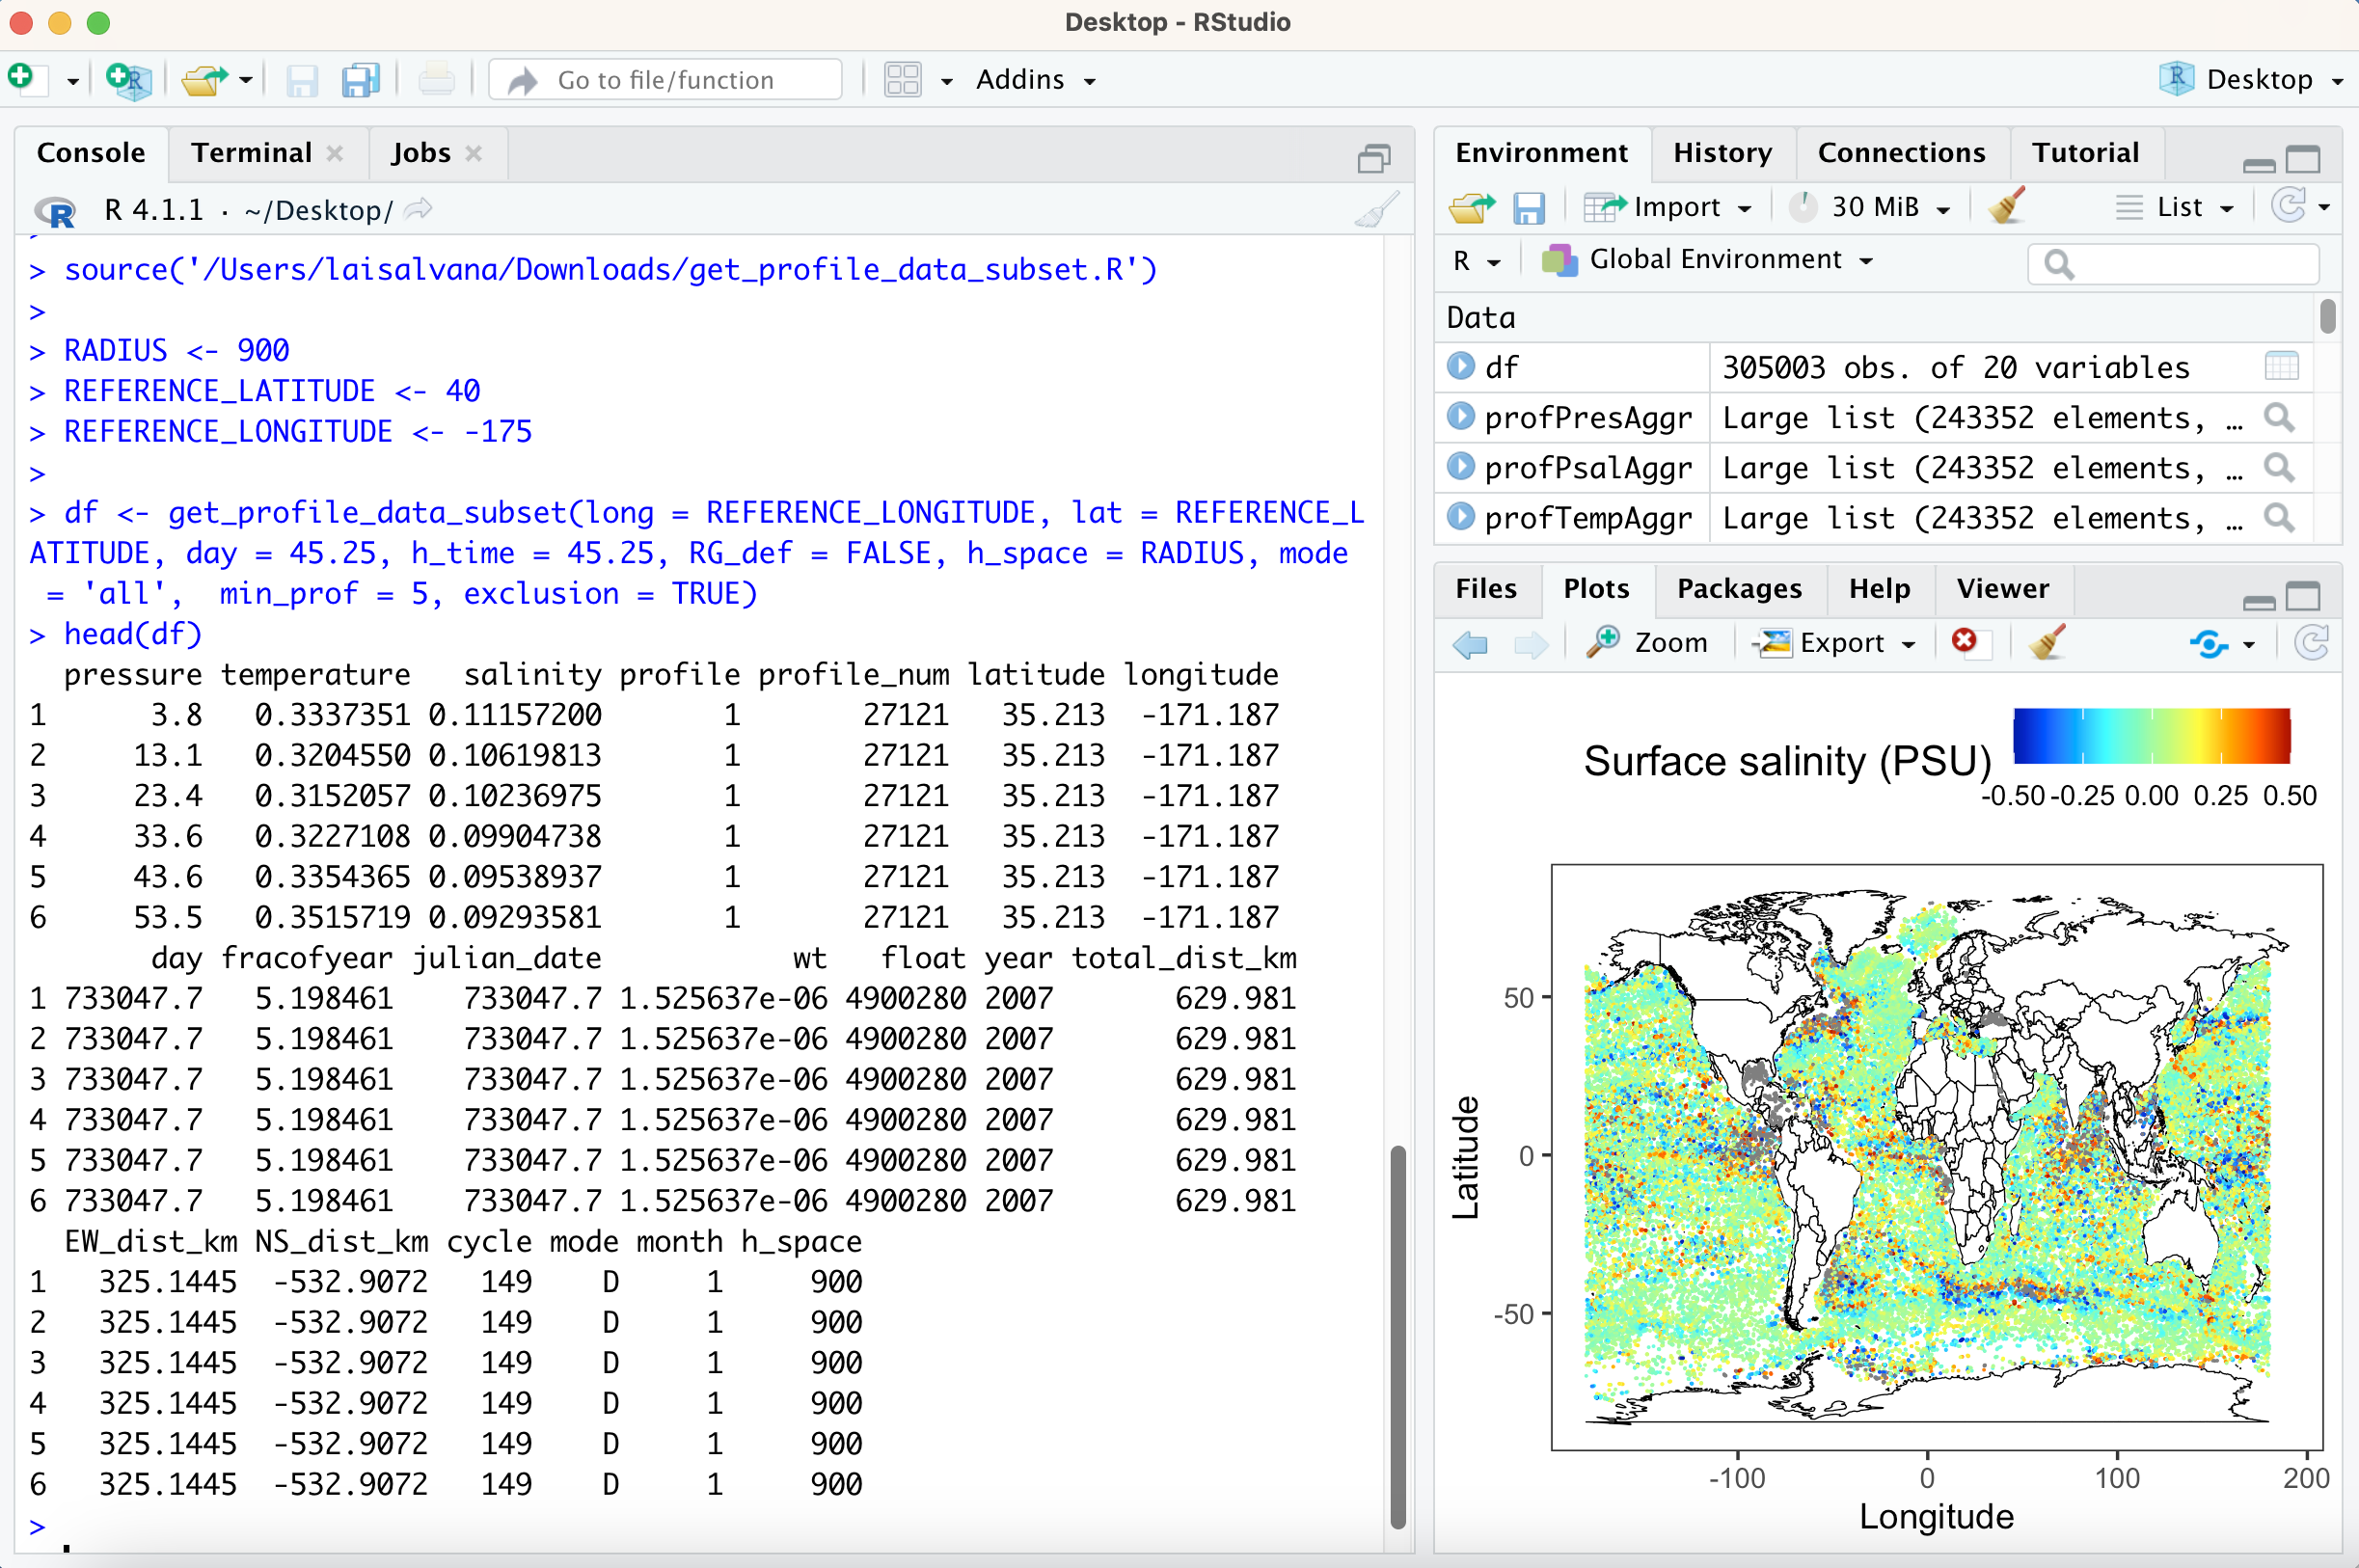 Desktop - RStudio
Go to file/function
Addins
Desktop
Console
Terminal
Jobs
R 4.1.1 · ~/Desktop/
>
> source('/Users/laisalvana/Downloads/get_profile_data_subset.R')
>
> RADIUS <- 900
> REFERENCE_LATITUDE <- 40
> REFERENCE_LONGITUDE <- -175
>
> df <- get_profile_data_subset(long = REFERENCE_LONGITUDE, lat = REFERENCE_L
ATITUDE, day = 45.25, h_time = 45.25, RG_def = FALSE, h_space = RADIUS, mode
= 'all',  min_prof = 5, exclusion = TRUE)
> head(df)
pressure temperature salinity profile profile_num latitude longitude
1 3.8 0.3337351 0.11157200 1 27121 35.213 -171.187
2 13.1 0.3204550 0.10619813 1 27121 35.213 -171.187
3 23.4 0.3152057 0.10236975 1 27121 35.213 -171.187
4 33.6 0.3227108 0.09904738 1 27121 35.213 -171.187
5 43.6 0.3354365 0.09538937 1 27121 35.213 -171.187
6 53.5 0.3515719 0.09293581 1 27121 35.213 -171.187
day fracofyear julian_date wt float year total_dist_km
1 733047.7 5.198461 733047.7 1.525637e-06 4900280 2007 629.981
2 733047.7 5.198461 733047.7 1.525637e-06 4900280 2007 629.981
3 733047.7 5.198461 733047.7 1.525637e-06 4900280 2007 629.981
4 733047.7 5.198461 733047.7 1.525637e-06 4900280 2007 629.981
5 733047.7 5.198461 733047.7 1.525637e-06 4900280 2007 629.981
6 733047.7 5.198461 733047.7 1.525637e-06 4900280 2007 629.981
EW_dist_km NS_dist_km cycle mode month h_space
1 325.1445 -532.9072 149 D 1 900
2 325.1445 -532.9072 149 D 1 900
3 325.1445 -532.9072 149 D 1 900
4 325.1445 -532.9072 149 D 1 900
5 325.1445 -532.9072 149 D 1 900
6 325.1445 -532.9072 149 D 1 900
>
Environment
History
Connections
Tutorial
Import
30 MiB
List
R
Global Environment
Data
df 305003 obs. of 20 variables
profPresAggr Large list (243352 elements, …
profPsalAggr Large list (243352 elements, …
profTempAggr Large list (243352 elements, …
Files
Plots
Packages
Help
Viewer
Zoom
Export
Surface salinity (PSU)
-0.50 -0.25 0.00 0.25 0.50
Latitude
50
0
-50
-100 0 100 200
Longitude